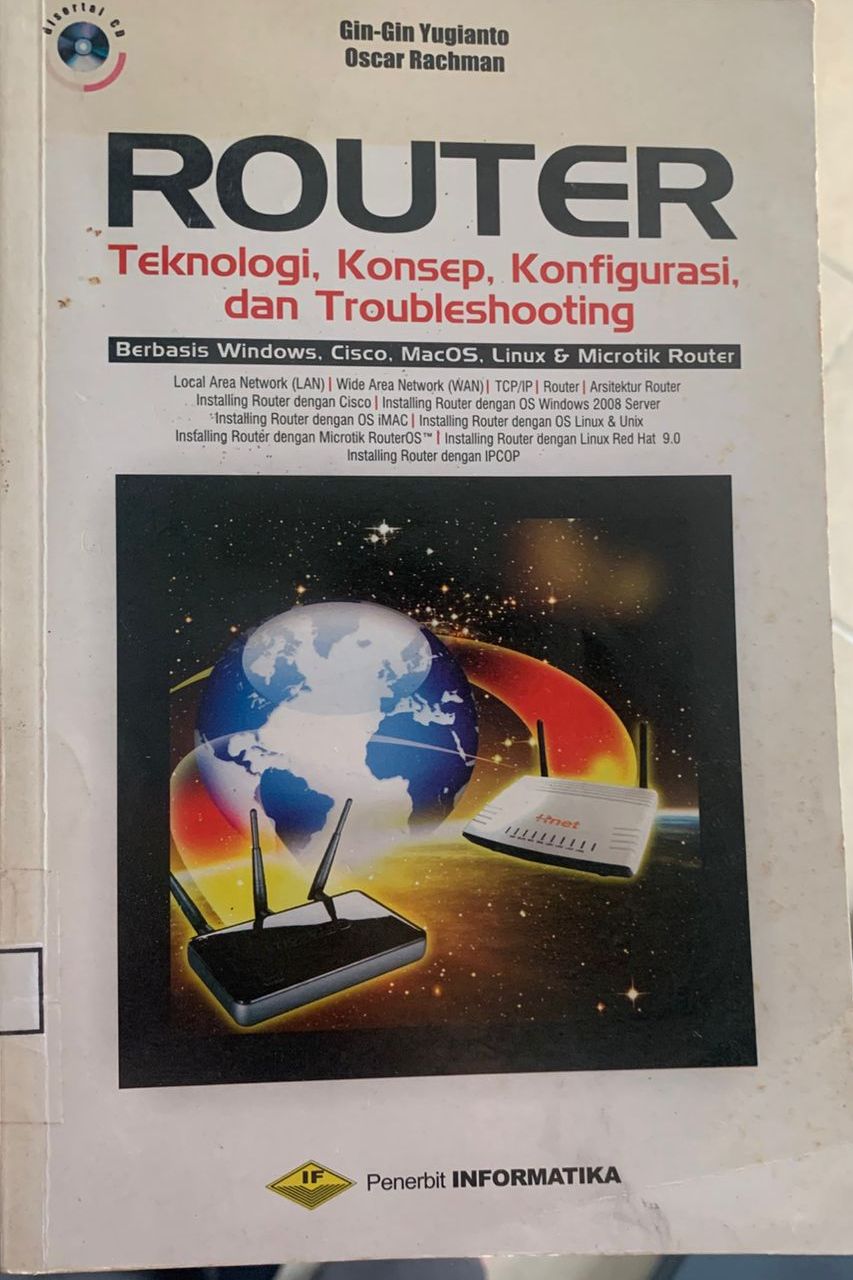 disertai CD
Gin-Gin Yugianto
Oscar Rachman
ROUTER
Teknologi, Konsep, Konfigurasi,
dan Troubleshooting
Berbasis Windows, Cisco, MacOS, Linux & Microtik Router
Local Area Network (LAN) | Wide Area Network (WAN) | TCP/IP | Router | Arsitektur Router
Installing Router dengan Cisco | Installing Router dengan OS Windows 2008 Server
Installing Router dengan OS iMAC | Installing Router dengan OS Linux & Unix
Installing Router dengan Microtik RouterOS™ | Installing Router dengan Linux Red Hat 9.0
Installing Router dengan IPCOP
IF Penerbit INFORMATIKA